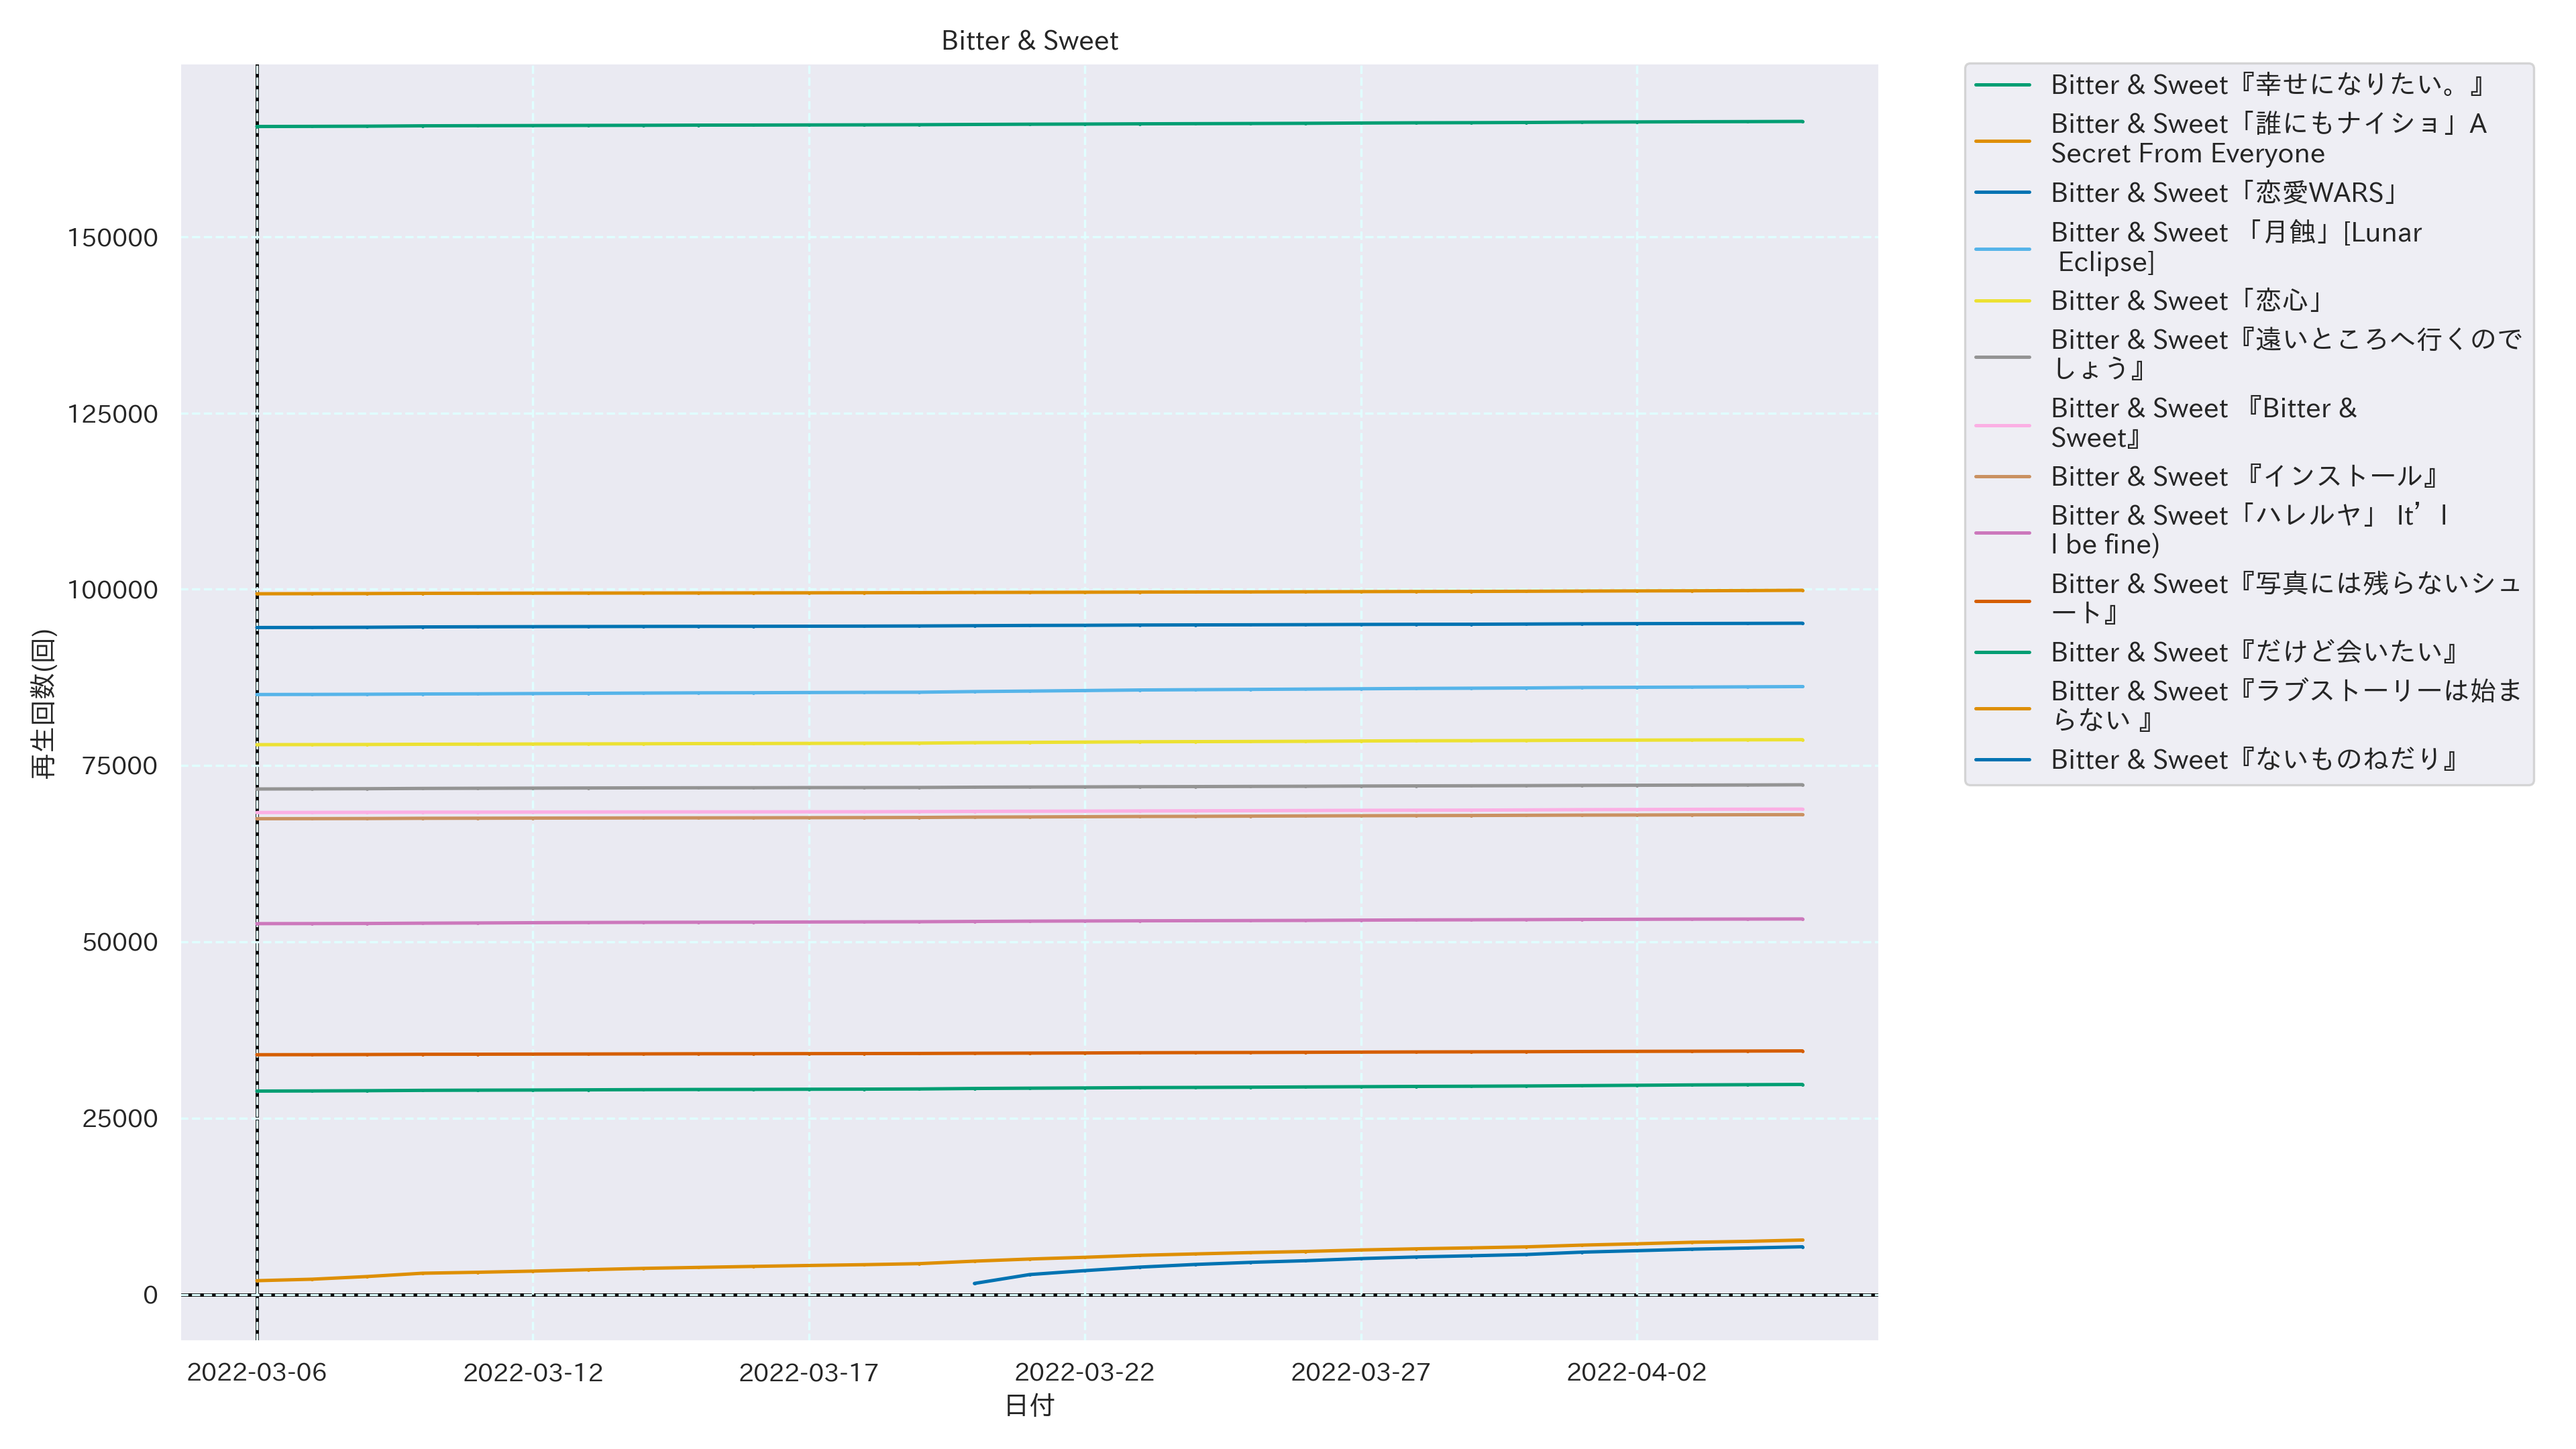 Bitter & Sweet
150000
125000
100000
75000
50000
25000
0
再生回数(回)
2022-03-06
2022-03-12
2022-03-17
2022-03-22
2022-03-27
2022-04-02
日付
Bitter & Sweet『幸せになりたい。』
Bitter & Sweet「誰にもナイショ」A
Secret From Everyone
Bitter & Sweet「恋愛WARS」
Bitter & Sweet 「月蝕」[Lunar
Eclipse]
Bitter & Sweet「恋心」
Bitter & Sweet『遠いところへ行くので
しょう』
Bitter & Sweet 『Bitter &
Sweet』
Bitter & Sweet 『インストール』
Bitter & Sweet「ハレルヤ」 It’l
l be fine)
Bitter & Sweet『写真には残らないシュ
ート』
Bitter & Sweet『だけど会いたい』
Bitter & Sweet『ラブストーリーは始ま
らない 』
Bitter & Sweet『ないものねだり』